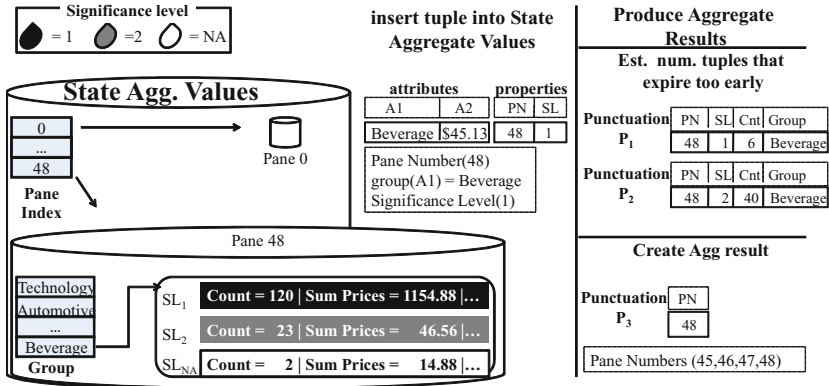 Significance level
= 1 =2 = NA
State Agg. Values
0
...
48
Pane Index
Pane 0
Pane 48
Technology
Automotive
...
Beverage
Group
SL1 Count = 120 | Sum Prices = 1154.88 |...
SL2 Count = 23 | Sum Prices = 46.56 |...
SLNA Count = 2 | Sum Prices = 14.88 |...
insert tuple into State
Aggregate Values
attributes properties
A1 A2 PN SL
Beverage $45.13 48 1
Pane Number(48)
group(A1) = Beverage
Significance Level(1)
Produce Aggregate
Results
Est. num. tuples that
expire too early
Punctuation P1
PN SL Cnt Group
48 1 6 Beverage
Punctuation P2
PN SL Cnt Group
48 2 40 Beverage
Create Agg result
Punctuation P3
PN
48
Pane Numbers (45,46,47,48)